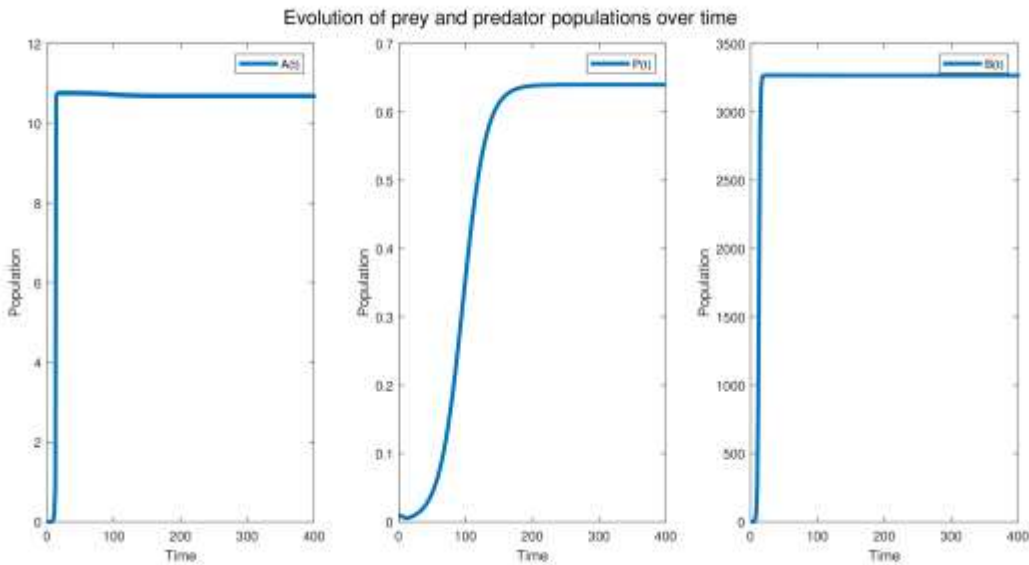 Evolution of prey and predator populations over time
12
10
8
6
4
2
0
0 100 200 300 400
Population
Time
A(t)
0.7
0.6
0.5
0.4
0.3
0.2
0.1
0
0 100 200 300 400
Population
Time
P(t)
3500
3000
2500
2000
1500
1000
500
0
0 100 200 300 400
Population
Time
B(t)